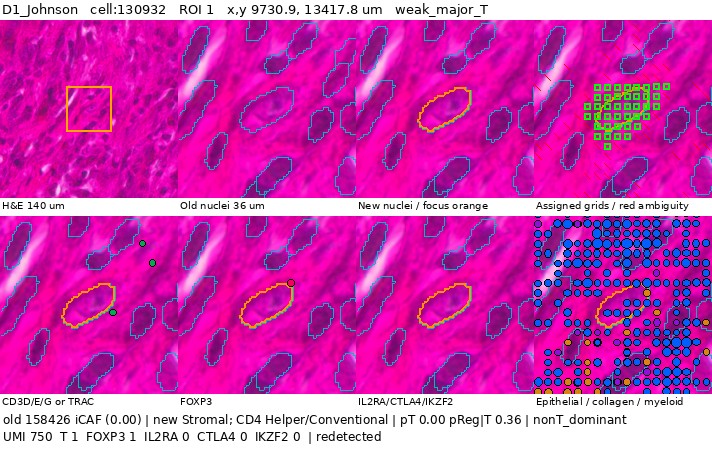 D1_Johnson cell:130932 ROI 1 x,y 9730.9, 13417.8 um weak_major_T
H&E 140 um
Old nuclei 36 um
New nuclei / focus orange
Assigned grids / red ambiguity
CD3D/E/G or TRAC
FOXP3
IL2RA/CTLA4/IKZF2
Epithelial / collagen / myeloid
old 158426 iCAF (0.00) | new Stromal; CD4 Helper/Conventional | pT 0.00 pReg|T 0.36 | nonT_dominant
UMI 750 T 1 FOXP3 1 IL2RA 0 CTLA4 0 IKZF2 0 | redetected